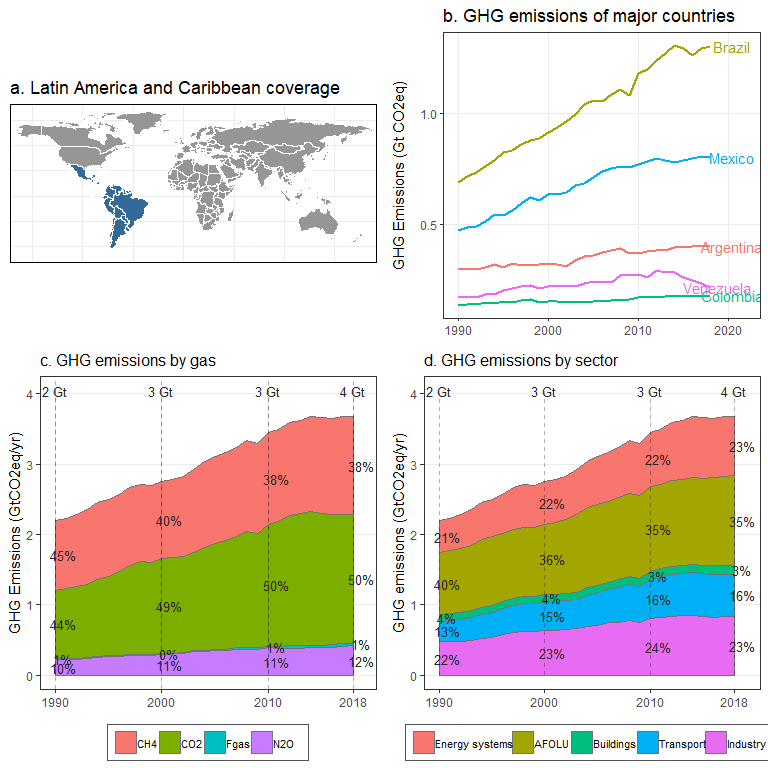 a. Latin America and Caribbean coverage
b. GHG emissions of major countries
GHG Emissions (Gt CO2eq)
1.0
0.5
Brazil
Mexico
Argentina
Venezuela
Colombia
1990
2000
2010
2020
c. GHG emissions by gas
GHG Emissions (GtCO2eq/yr)
4
3
2
1
0
2 Gt
3 Gt
3 Gt
4 Gt
45%
40%
38%
38%
44%
49%
50%
50%
1%
0%
1%
1%
10%
11%
11%
12%
1990
2000
2010
2018
CH4
CO2
Fgas
N2O
d. GHG emissions by sector
GHG emissions (GtCO2eq/yr)
4
3
2
1
0
2 Gt
3 Gt
3 Gt
4 Gt
21%
22%
22%
23%
40%
36%
35%
35%
4%
4%
3%
3%
13%
15%
16%
16%
22%
23%
24%
23%
1990
2000
2010
2018
Energy systems
AFOLU
Buildings
Transport
Industry